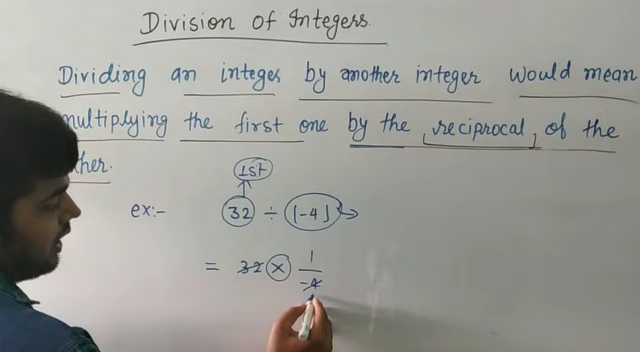 Division of Integers.
Dividing an integer by another integer would mean
multiplying the first one by the reciprocal of the
other.
1st
ex:- 32 ÷ (-4)
= 32 × 1/-4